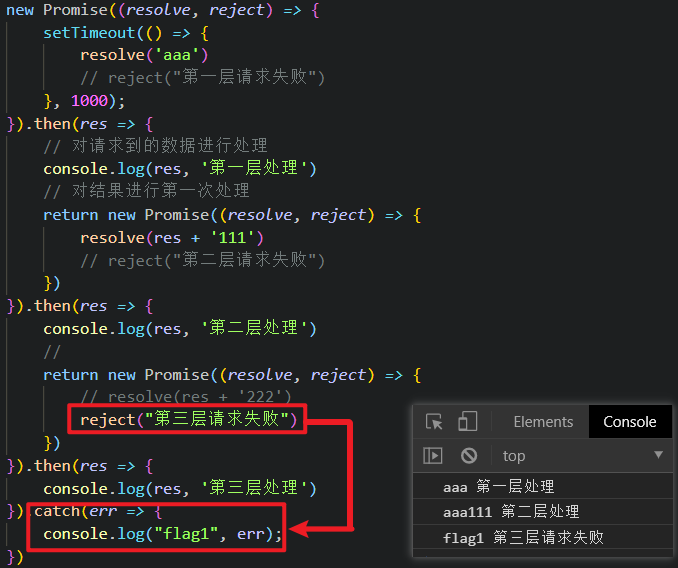 new Promise((resolve, reject) => {
setTimeout(() => {
resolve('aaa')
// reject("第一层请求失败")
}, 1000);
}).then(res => {
// 对请求到的数据进行处理
console.log(res, '第一层处理')
// 对结果进行第一次处理
return new Promise((resolve, reject) => {
resolve(res + '111')
// reject("第二层请求失败")
})
}).then(res => {
console.log(res, '第二层处理')
//
return new Promise((resolve, reject) => {
// resolve(res + '222')
reject("第三层请求失败")
})
}).then(res => {
console.log(res, '第三层处理')
}).catch(err => {
console.log("flag1", err);
})
Elements Console
top
aaa 第一层处理
aaa111 第二层处理
flag1 第三层请求失败